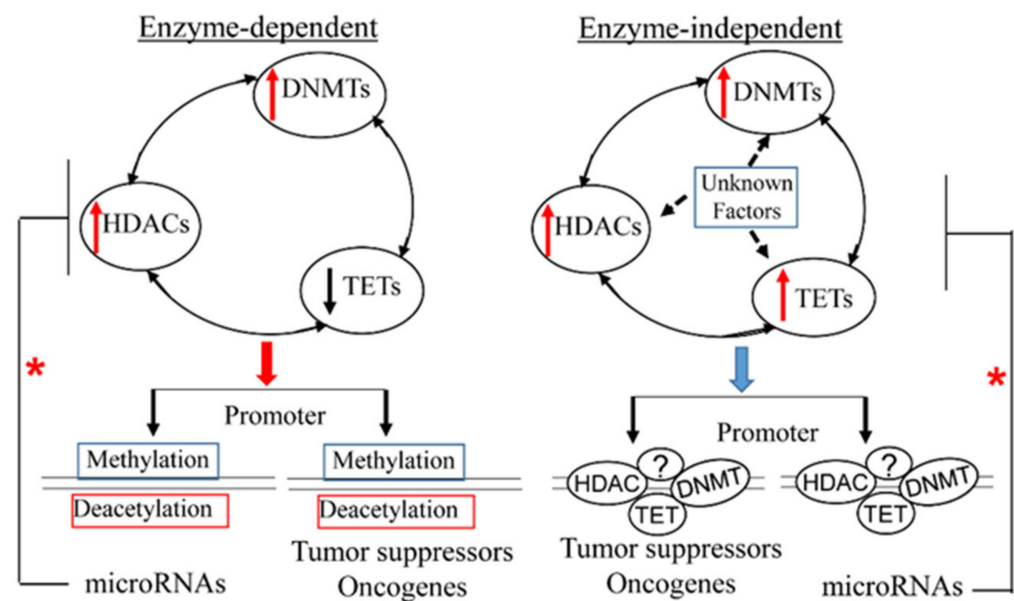 Enzyme-dependent
DNMTs
HDACs
TETs
*
Promoter
Methylation
Deacetylation
Methylation
Deacetylation
Tumor suppressors
Oncogenes
microRNAs
Enzyme-independent
DNMTs
Unknown
Factors
HDACs
TETs
*
Promoter
HDAC
?
DNMT
TET
HDAC
?
DNMT
TET
Tumor suppressors
Oncogenes
microRNAs